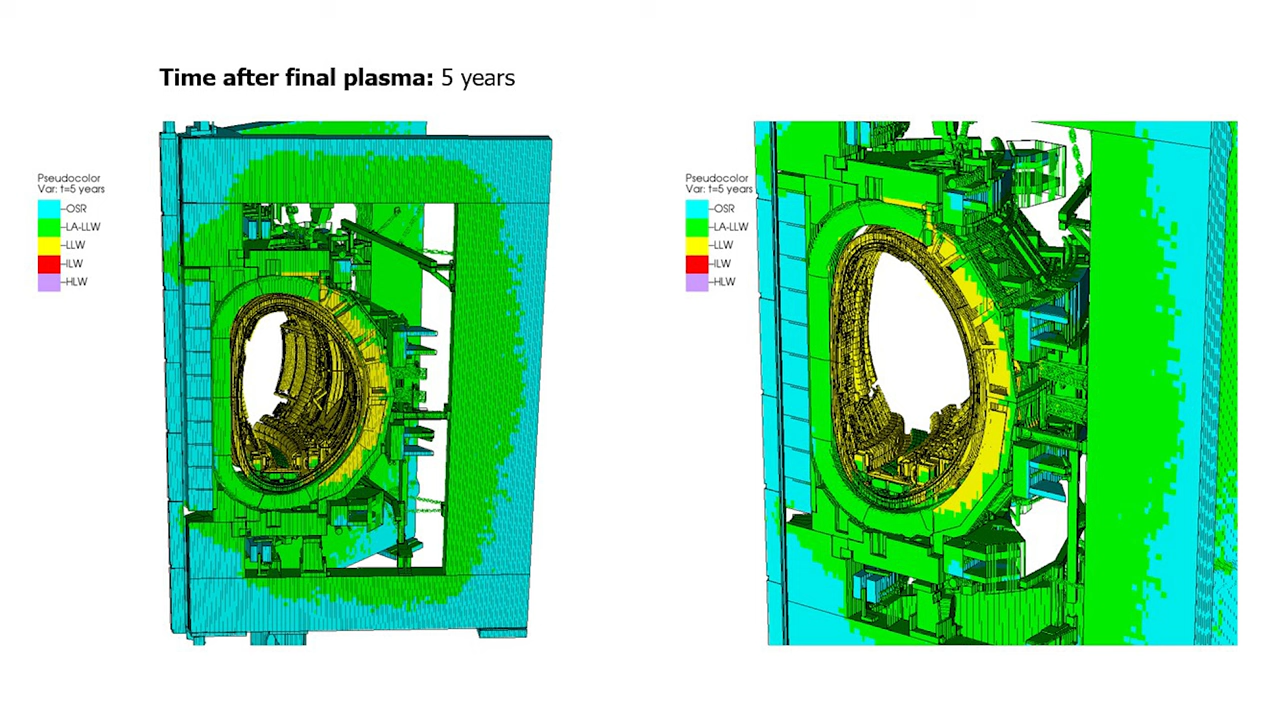 Time after final plasma: 5 years
Pseudocolor
Var: t=5 years
OSR
LA-LLW
LLW
ILW
HLW
Pseudocolor
Var: t=5 years
OSR
LA-LLW
LLW
ILW
HLW